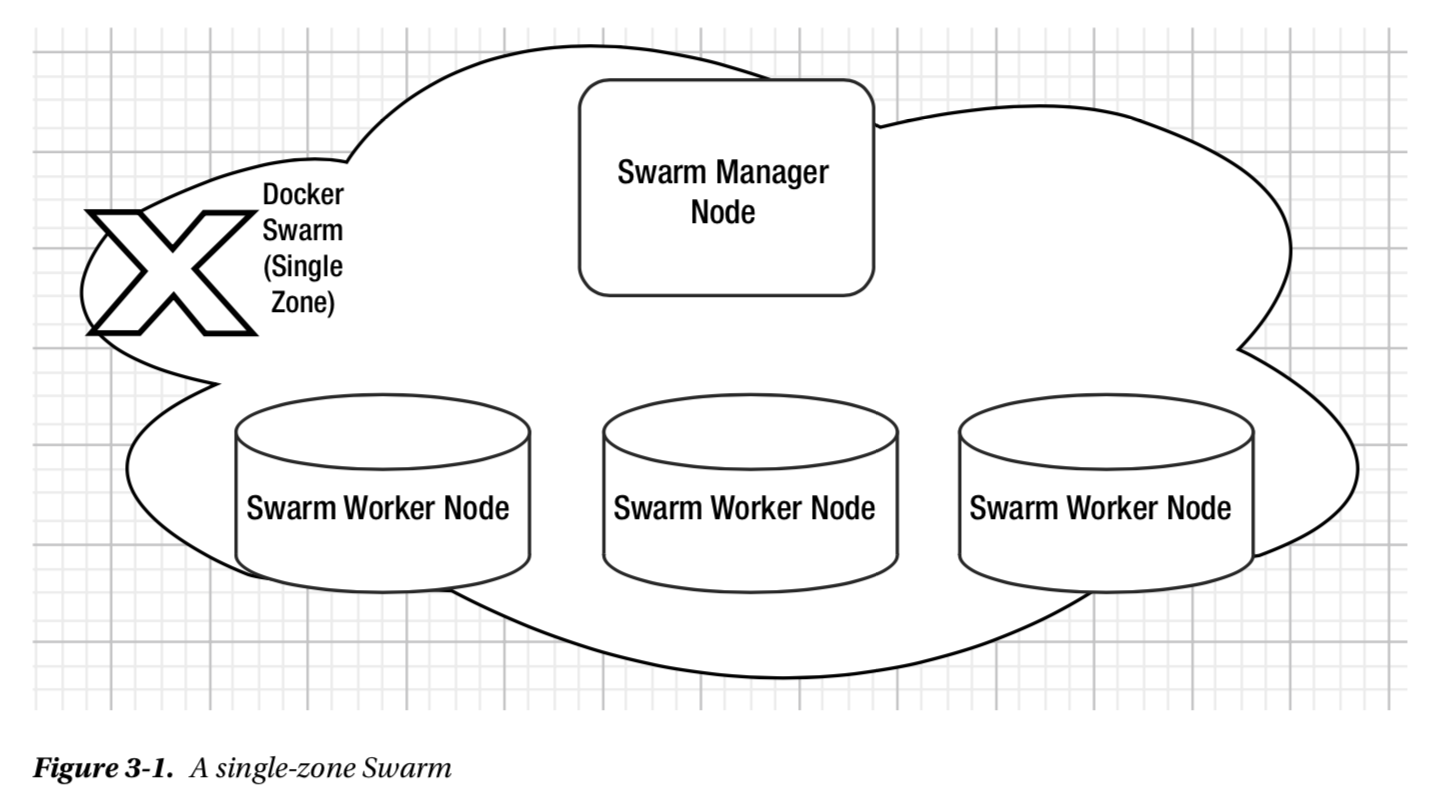 Swarm Manager
Node
Docker
Swarm
(Single
Zone)
Swarm Worker Node
Swarm Worker Node
Swarm Worker Node
Figure 3-1. A single-zone Swarm